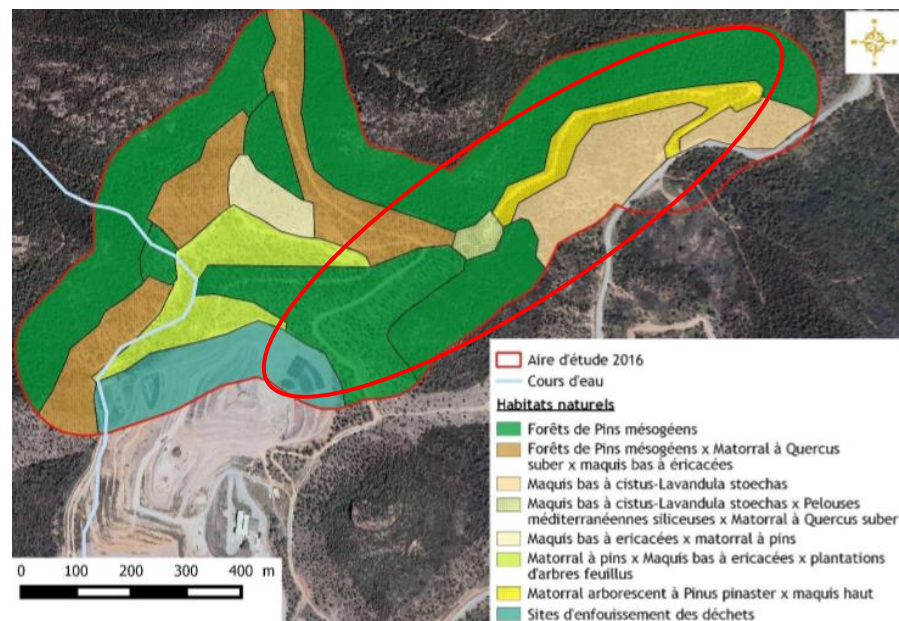 Aire d'étude 2016
Cours d'eau
Habitats naturels
Forêts de Pins mésogéens
Forêts de Pins mésogéens x Matorral à Quercus
suber x maquis bas à éricacées
Maquis bas à cistus-Lavandula stoechas
Maquis bas à cistus-Lavandula stoechas x Pelouses
méditerranéennes siliceuses x Matorral à Quercus suber
Maquis bas à ericacées x matorral à pins
Matorral à pins x Maquis bas à ericacées x plantations
d'arbres feuillus
Matorral arborescent à Pinus pinaster x maquis haut
Sites d'enfouissement des déchets
0 100 200 300 400 m